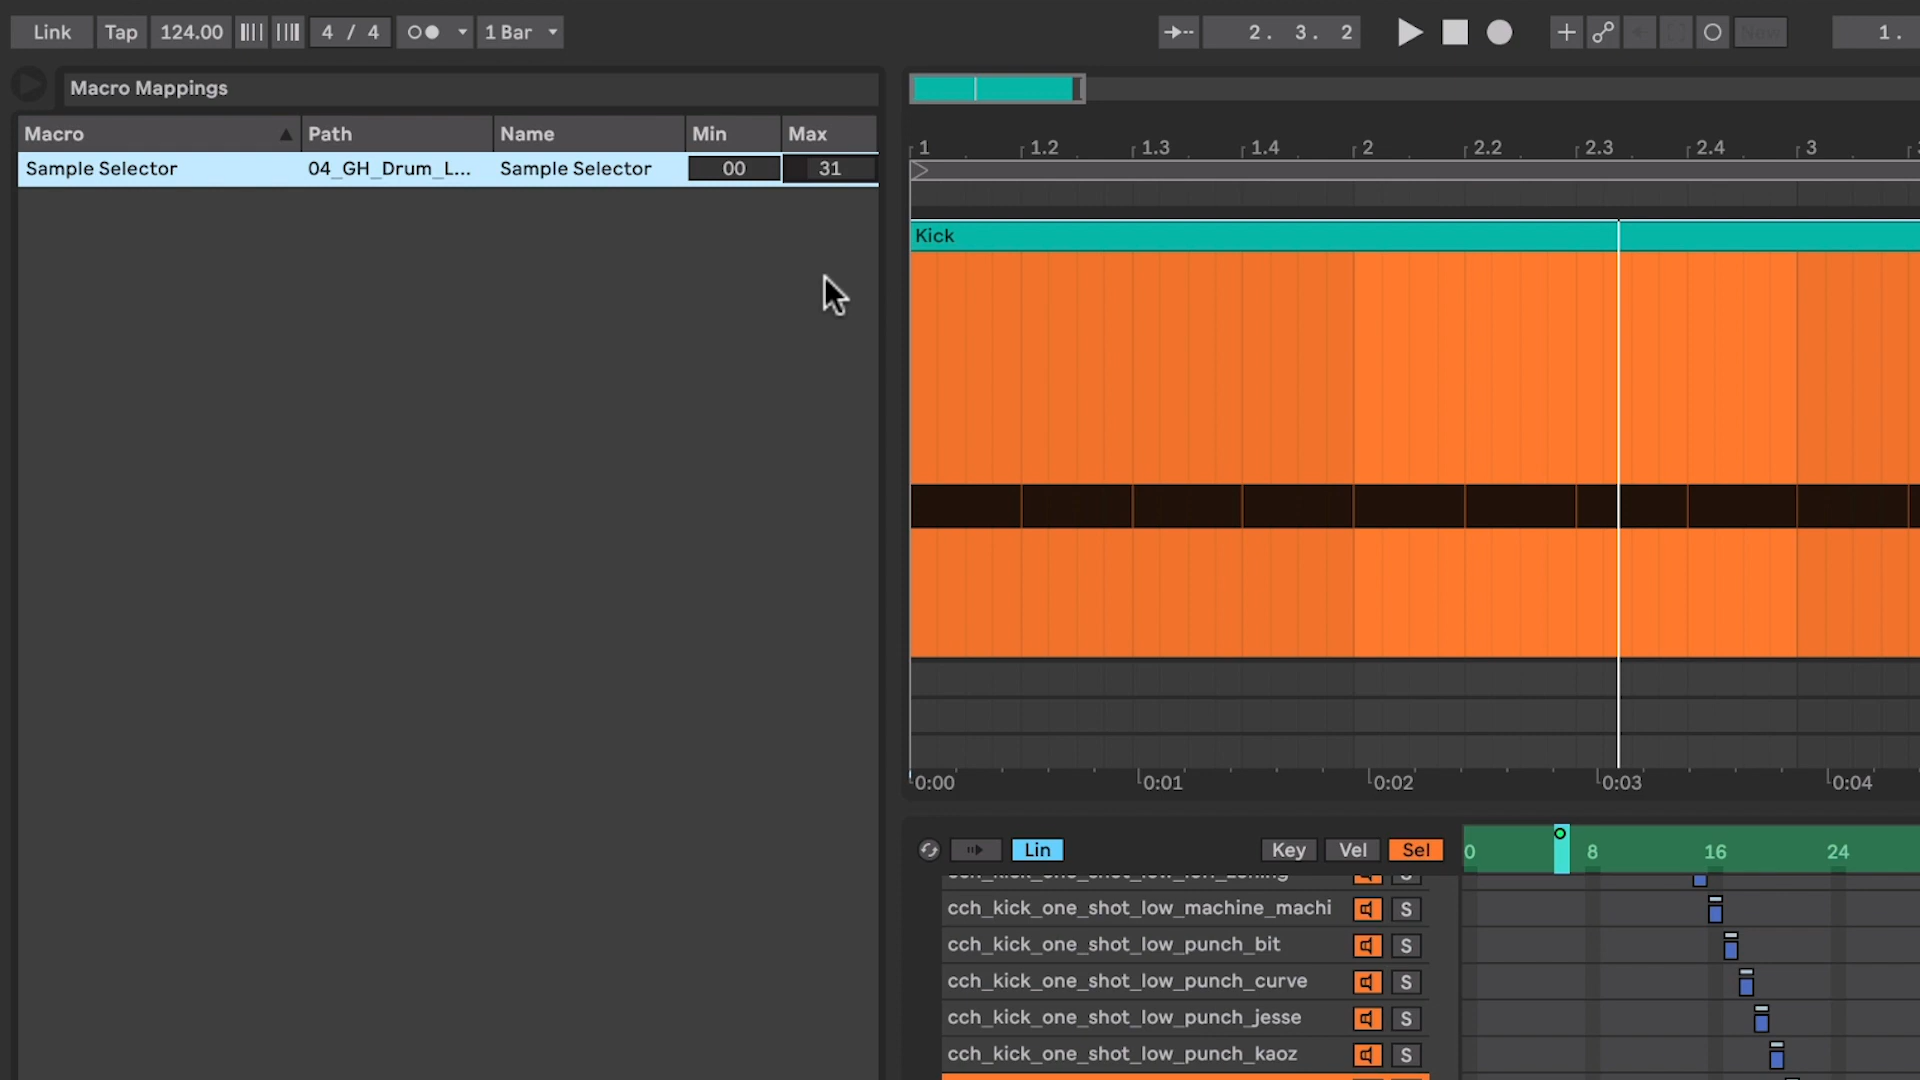 Link Tap 124.00 4 / 4 1 Bar 2. 3. 2 New 1.
Macro Mappings
Macro Path Name Min Max
Sample Selector 04_GH_Drum_L... Sample Selector 00 31
1 1.2 1.3 1.4 2 2.2 2.3 2.4 3
Kick
0:00 0:01 0:02 0:03 0:04
Lin Key Vel Sel 0 8 16 24
S
cch_kick_one_shot_low_machine_machi S
cch_kick_one_shot_low_punch_bit S
cch_kick_one_shot_low_punch_curve S
cch_kick_one_shot_low_punch_jesse S
cch_kick_one_shot_low_punch_kaoz S